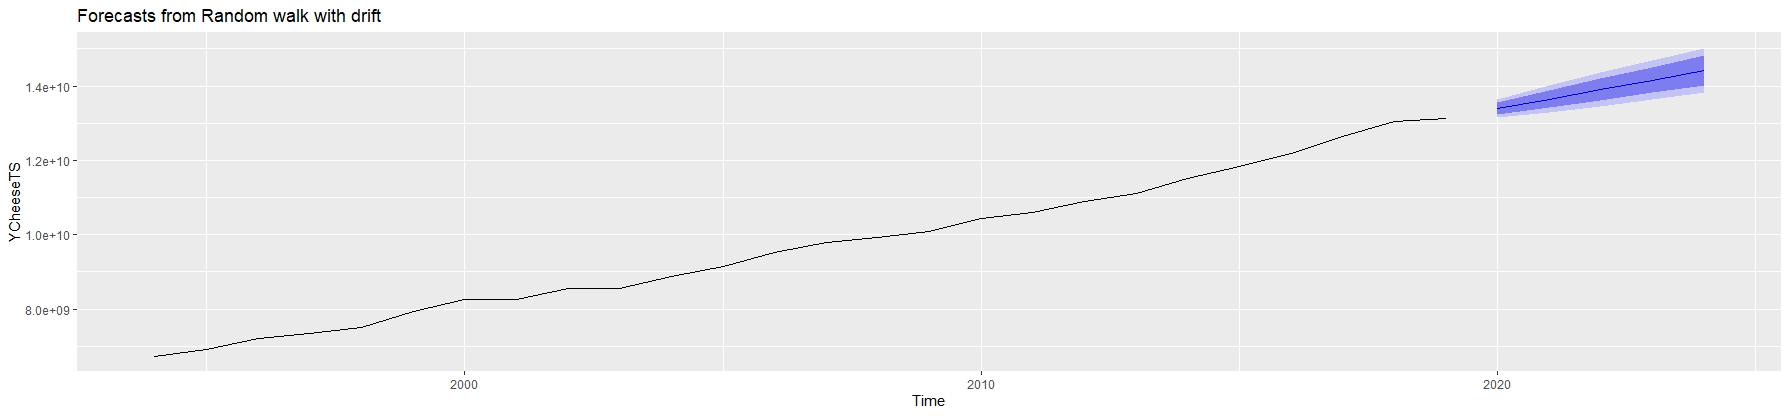 Forecasts from Random walk with drift
YCheeseTS
1.4e+10
1.2e+10
1.0e+10
8.0e+09
2000
2010
2020
Time